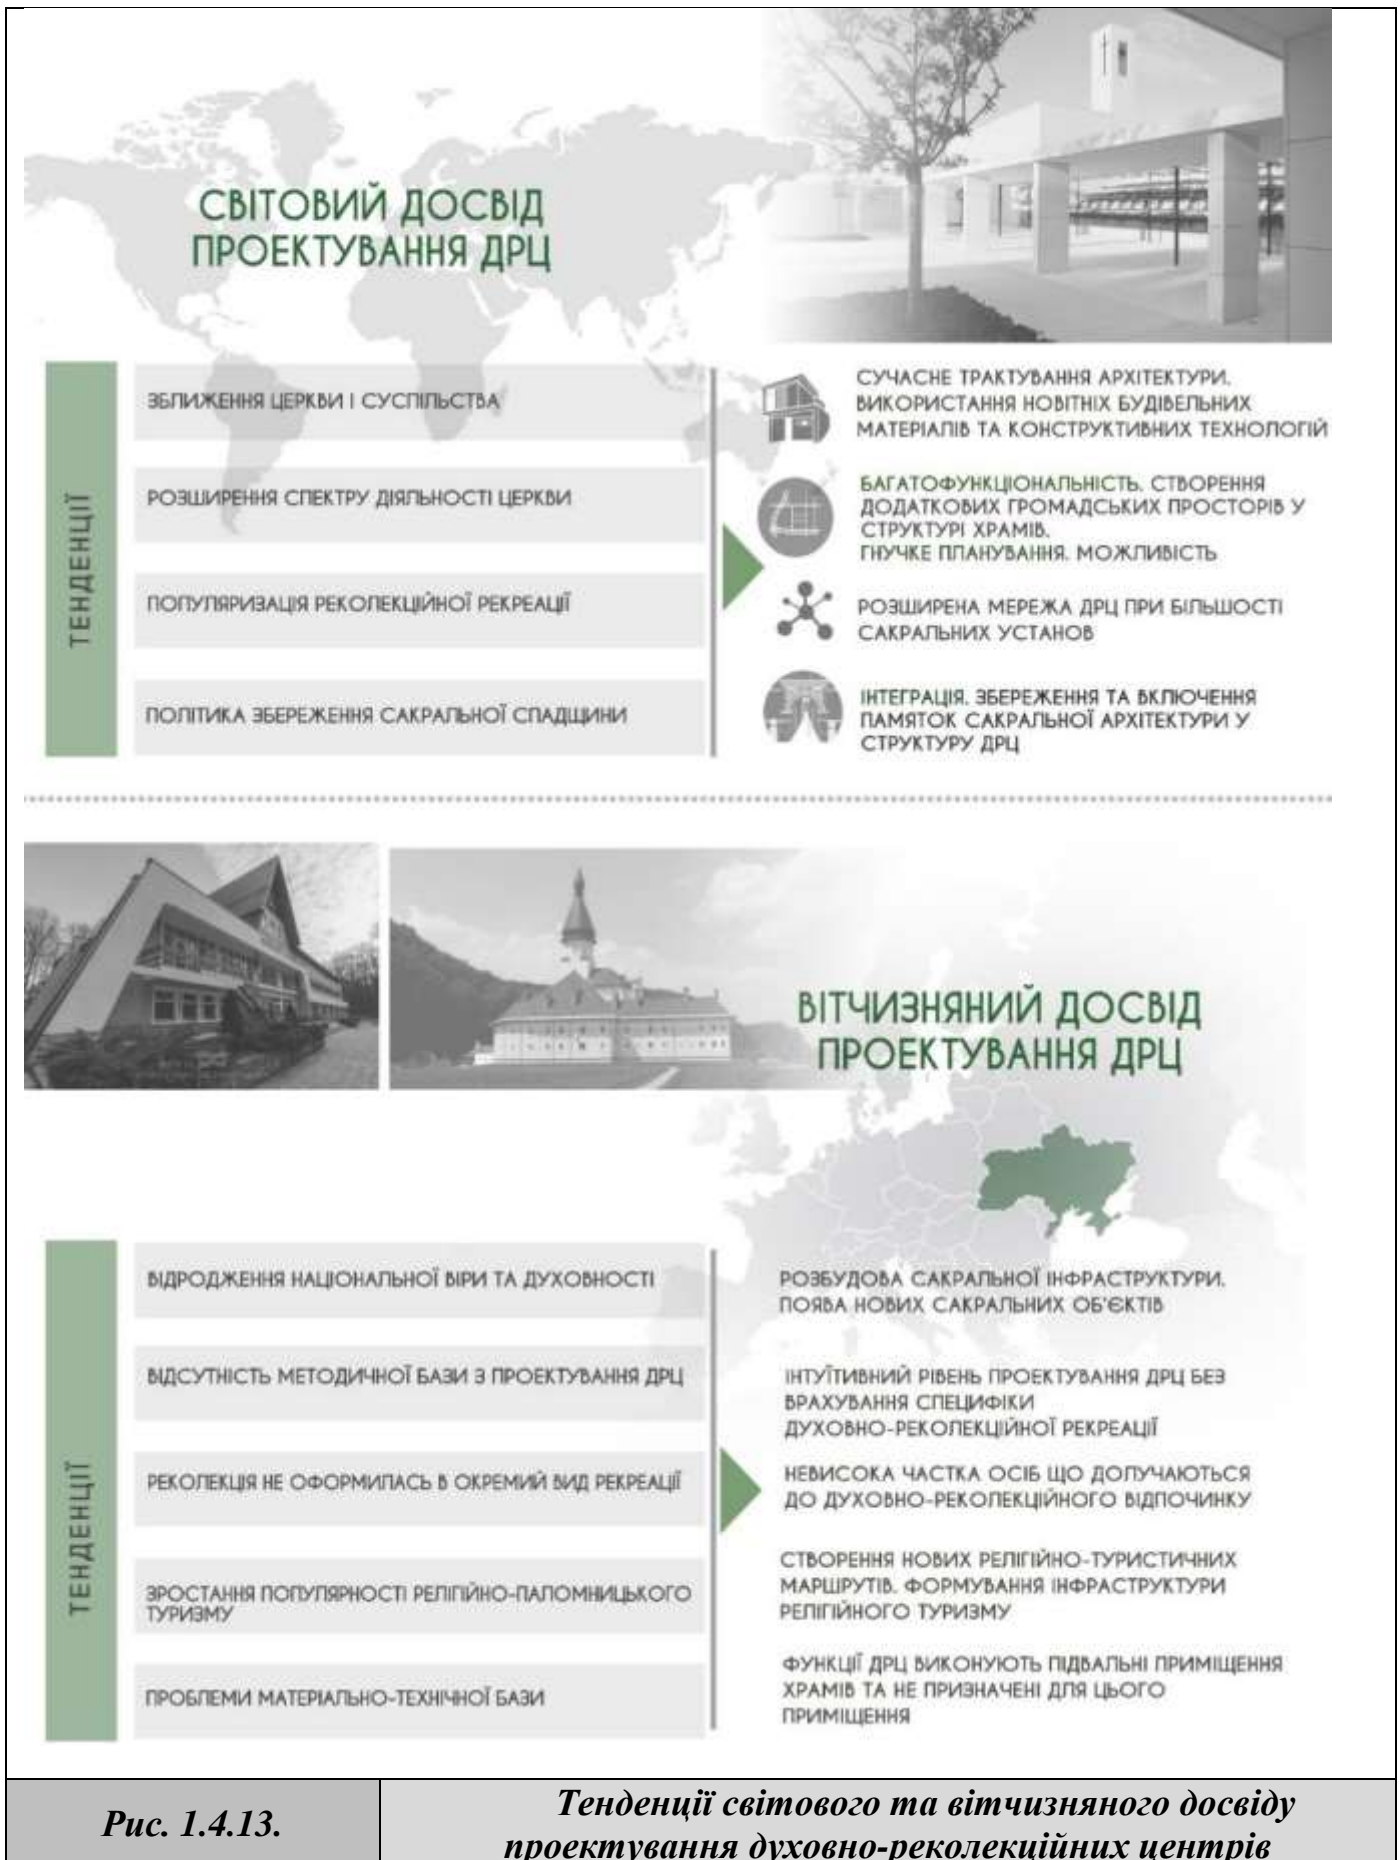 СВІТОВИЙ ДОСВІД
ПРОЕКТУВАННЯ ДРЦ
ТЕНДЕНЦІЇ
ЗБЛИЖЕННЯ ЦЕРКВИ І СУСПІЛЬСТВА
РОЗШИРЕННЯ СПЕКТРУ ДІЯЛЬНОСТІ ЦЕРКВИ
ПОПУЛЯРИЗАЦІЯ РЕКОЛЕКЦІЙНОЇ РЕКРЕАЦІЇ
ПОЛІТИКА ЗБЕРЕЖЕННЯ САКРАЛЬНОЇ СПАДЩИНИ
СУЧАСНЕ ТРАКТУВАННЯ АРХІТЕКТУРИ.
ВИКОРИСТАННЯ НОВІТНІХ БУДІВЕЛЬНИХ
МАТЕРІАЛІВ ТА КОНСТРУКТИВНИХ ТЕХНОЛОГІЙ
БАГАТОФУНКЦІОНАЛЬНІСТЬ. СТВОРЕННЯ
ДОДАТКОВИХ ГРОМАДСЬКИХ ПРОСТОРІВ У
СТРУКТУРІ ХРАМІВ.
ГНУЧКЕ ПЛАНУВАННЯ. МОЖЛИВІСТЬ
РОЗШИРЕНА МЕРЕЖА ДРЦ ПРИ БІЛЬШОСТІ
САКРАЛЬНИХ УСТАНОВ
ІНТЕГРАЦІЯ. ЗБЕРЕЖЕННЯ ТА ВКЛЮЧЕННЯ
ПАМЯТОК САКРАЛЬНОЇ АРХІТЕКТУРИ У
СТРУКТУРУ ДРЦ
ВІТЧИЗНЯНИЙ ДОСВІД
ПРОЕКТУВАННЯ ДРЦ
ТЕНДЕНЦІЇ
ВІДРОДЖЕННЯ НАЦІОНАЛЬНОЇ ВІРИ ТА ДУХОВНОСТІ
ВІДСУТНІСТЬ МЕТОДИЧНОЇ БАЗИ З ПРОЕКТУВАННЯ ДРЦ
РЕКОЛЕКЦІЯ НЕ ОФОРМИЛАСЬ В ОКРЕМИЙ ВИД РЕКРЕАЦІЇ
ЗРОСТАННЯ ПОПУЛЯРНОСТІ РЕЛІГІЙНО-ПАЛОМНИЦЬКОГО
ТУРИЗМУ
ПРОБЛЕМИ МАТЕРІАЛЬНО-ТЕХНІЧНОЇ БАЗИ
РОЗБУДОВА САКРАЛЬНОЇ ІНФРАСТРУКТУРИ.
ПОЯВА НОВИХ САКРАЛЬНИХ ОБ'ЄКТІВ
ІНТУЇТИВНИЙ РІВЕНЬ ПРОЕКТУВАННЯ ДРЦ БЕЗ
ВРАХУВАННЯ СПЕЦИФІКИ
ДУХОВНО-РЕКОЛЕКЦІЙНОЇ РЕКРЕАЦІЇ
НЕВИСОКА ЧАСТКА ОСІБ ЩО ДОЛУЧАЮТЬСЯ
ДО ДУХОВНО-РЕКОЛЕКЦІЙНОГО ВІДПОЧИНКУ
СТВОРЕННЯ НОВИХ РЕЛІГІЙНО-ТУРИСТИЧНИХ
МАРШРУТІВ. ФОРМУВАННЯ ІНФРАСТРУКТУРИ
РЕЛІГІЙНОГО ТУРИЗМУ
ФУНКЦІЇ ДРЦ ВИКОНУЮТЬ ПІДВАЛЬНІ ПРИМІЩЕННЯ
ХРАМІВ ТА НЕ ПРИЗНАЧЕНІ ДЛЯ ЦЬОГО
ПРИМІЩЕННЯ
Рис. 1.4.13.
Тенденції світового та вітчизняного досвіду
проектування духовно-реколекційних центрів